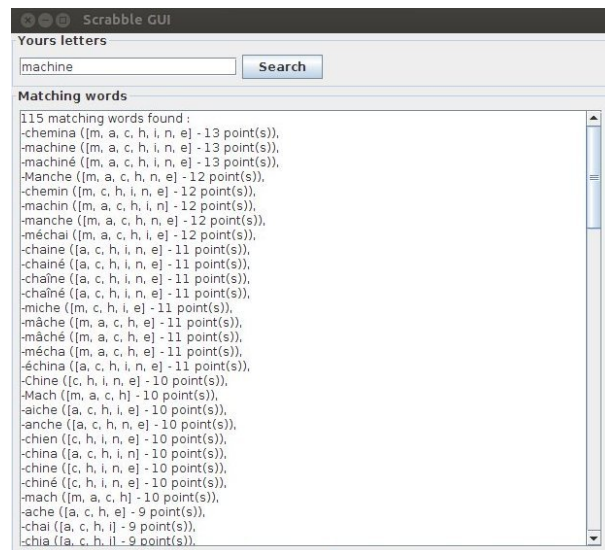 Scrabble GUI
Yours letters
machine
Search
Matching words
115 matching words found :
-chemina ([m, a, c, h, i, n, e] - 13 point(s)),
-machine ([m, a, c, h, i, n, e] - 13 point(s)),
-machiné ([m, a, c, h, i, n, e] - 13 point(s)),
-Manche ([m, a, c, h, n, e] - 12 point(s)),
-chemin ([m, c, h, i, n, e] - 12 point(s)),
-machin ([m, a, c, h, i, n] - 12 point(s)),
-manche ([m, a, c, h, n, e] - 12 point(s)),
-méchai ([m, a, c, h, i, e] - 12 point(s)),
-chaine ([a, c, h, i, n, e] - 11 point(s)),
-chainé ([a, c, h, i, n, e] - 11 point(s)),
-chaîne ([a, c, h, i, n, e] - 11 point(s)),
-chaîné ([a, c, h, i, n, e] - 11 point(s)),
-miche ([m, c, h, i, e] - 11 point(s)),
-mâche ([m, a, c, h, e] - 11 point(s)),
-mâché ([m, a, c, h, e] - 11 point(s)),
-mécha ([m, a, c, h, e] - 11 point(s)),
-échina ([a, c, h, i, n, e] - 11 point(s)),
-Chine ([c, h, i, n, e] - 10 point(s)),
-Mach ([m, a, c, h] - 10 point(s)),
-aiche ([a, c, h, i, e] - 10 point(s)),
-anche ([a, c, h, n, e] - 10 point(s)),
-chien ([c, h, i, n, e] - 10 point(s)),
-china ([a, c, h, i, n] - 10 point(s)),
-chine ([c, h, i, n, e] - 10 point(s)),
-chiné ([c, h, i, n, e] - 10 point(s)),
-mach ([m, a, c, h] - 10 point(s)),
-ache ([a, c, h, e] - 9 point(s)),
-chai ([a, c, h, i] - 9 point(s)),
-chia ([a, c, h, i] - 9 point(s)),